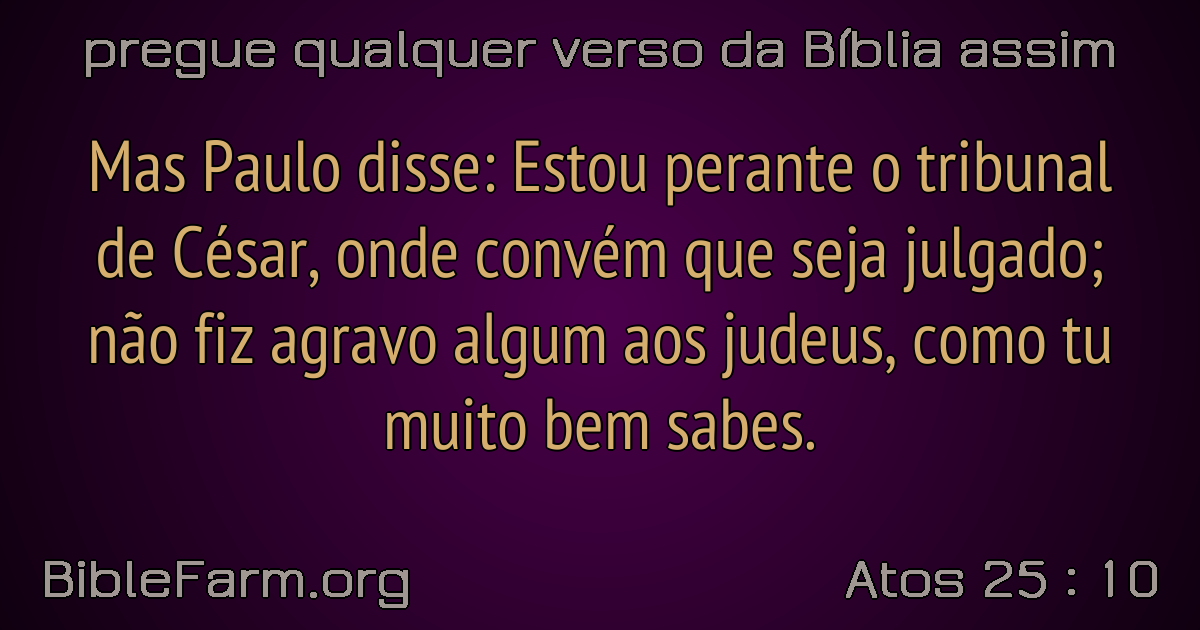 pregue qualquer verso da Bíblia assim
Mas Paulo disse: Estou perante o tribunal
de César, onde convém que seja julgado;
não fiz agravo algum aos judeus, como tu
muito bem sabes.
BibleFarm.org
Atos 25 : 10